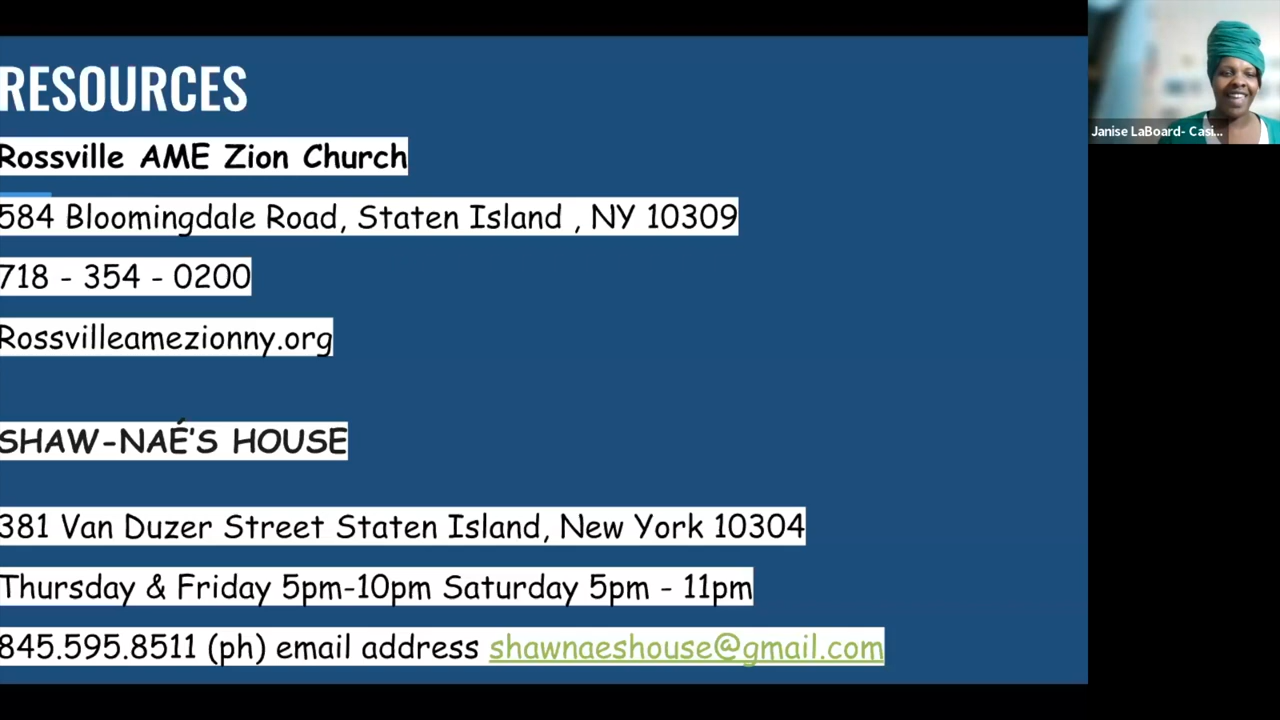 RESOURCES
Rossville AME Zion Church
584 Bloomingdale Road, Staten Island , NY 10309
718 - 354 - 0200
Rossvilleamezionny.org
SHAW-NAÉ'S HOUSE
381 Van Duzer Street Staten Island, New York 10304
Thursday & Friday 5pm-10pm Saturday 5pm - 11pm
845.595.8511 (ph) email address shawnaeshouse@gmail.com
Janise LaBoard- Casi...